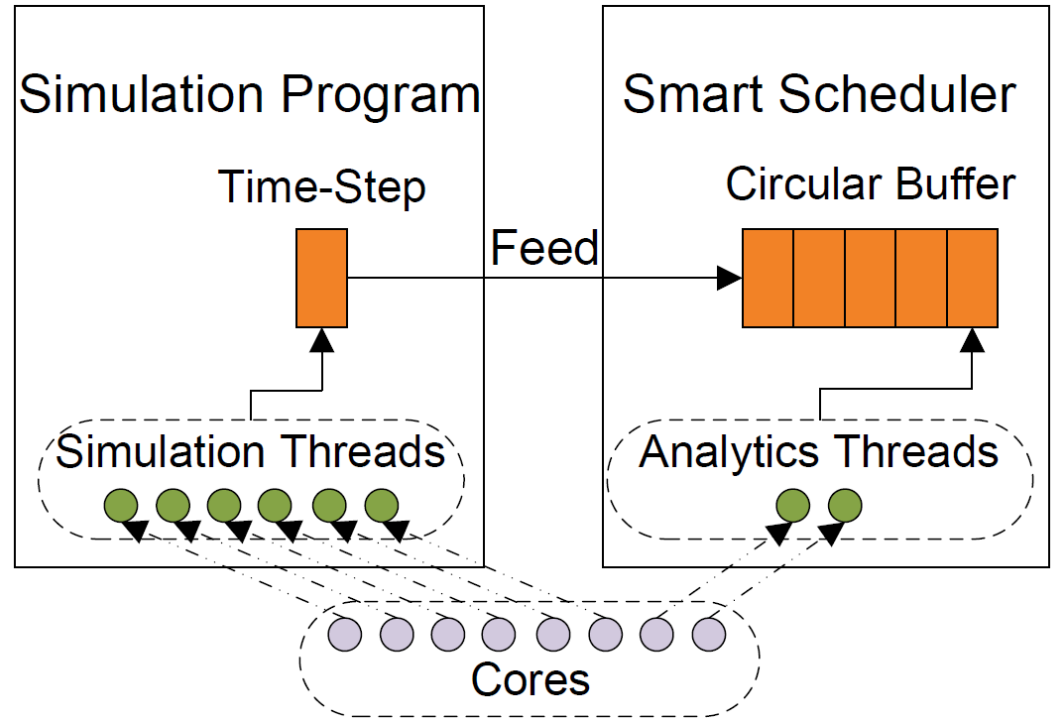 Simulation Program
Smart Scheduler
Time-Step
Circular Buffer
Feed
Simulation Threads
Analytics Threads
Cores